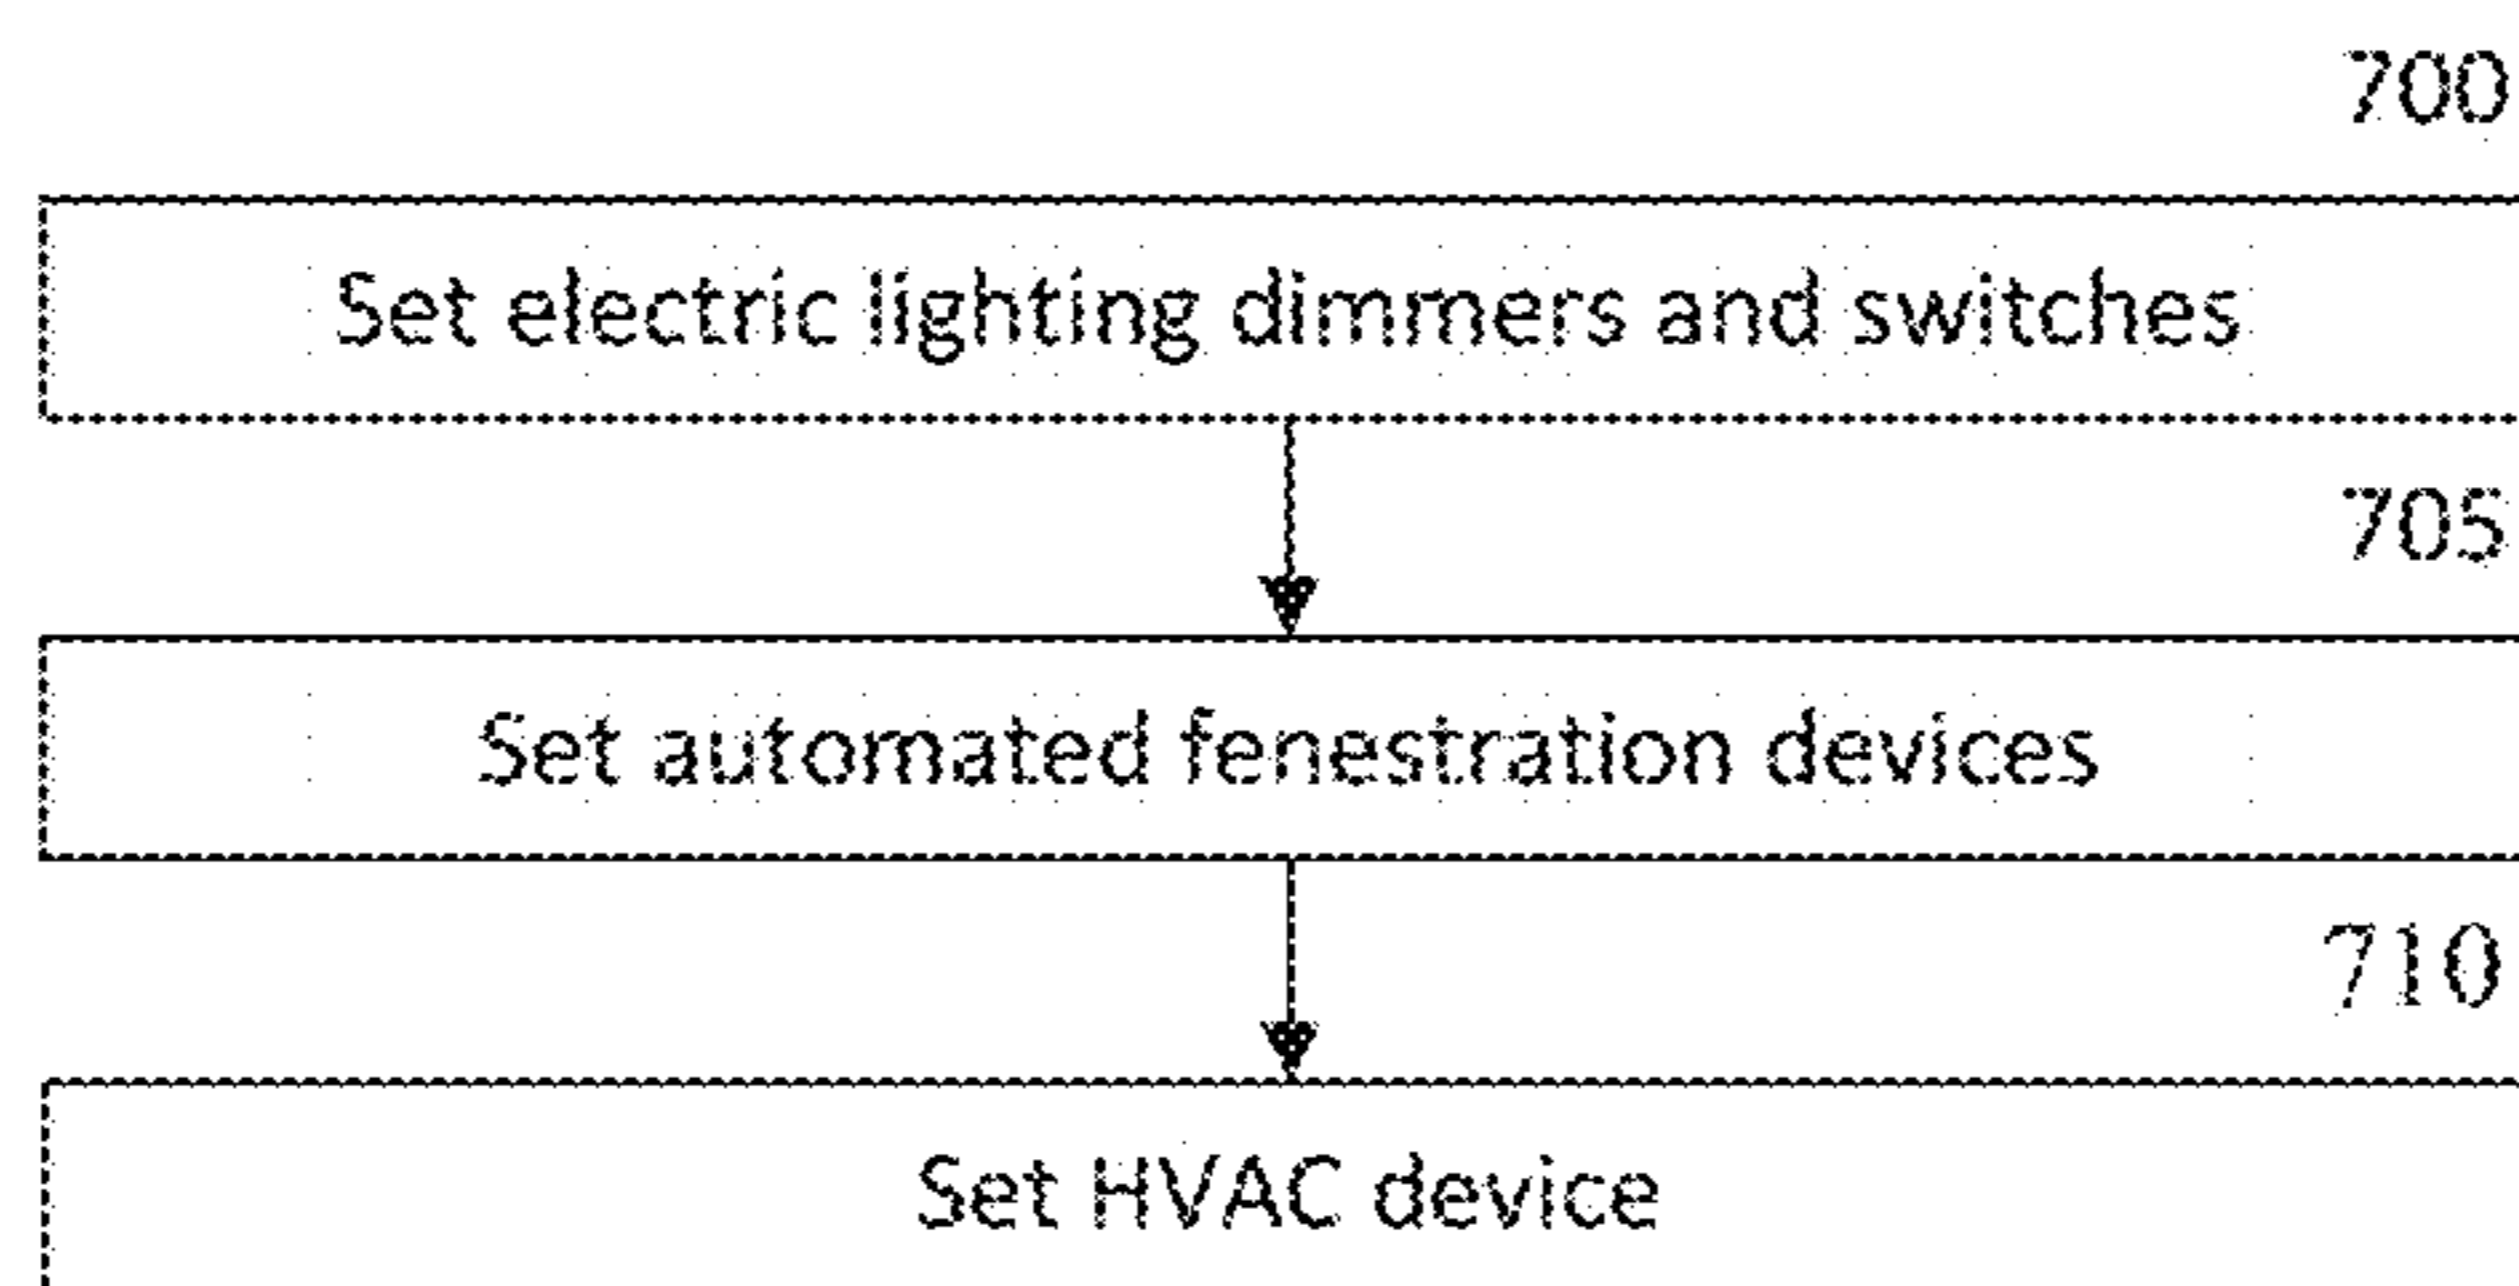 700
Set electric lighting dimmers and switches
705
Set automated fenestration devices
710
Set HVAC device